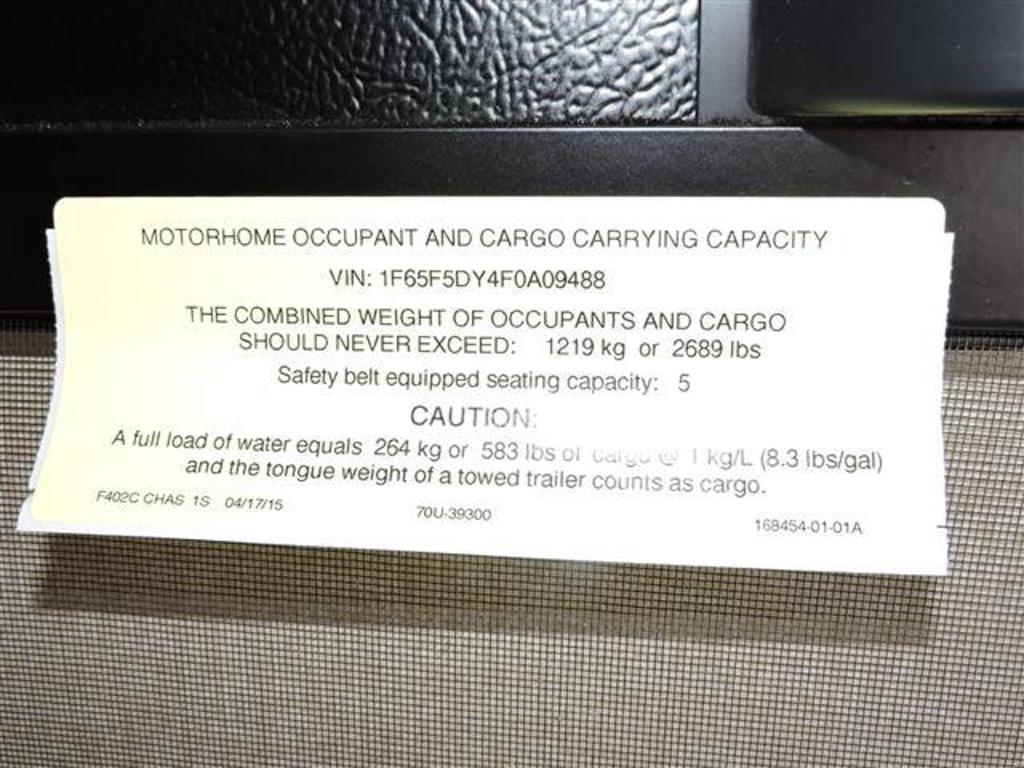 MOTORHOME OCCUPANT AND CARGO CARRYING CAPACITY
VIN: 1F65F5DY4F0A09488
THE COMBINED WEIGHT OF OCCUPANTS AND CARGO
SHOULD NEVER EXCEED: 1219 kg or 2689 lbs
Safety belt equipped seating capacity: 5
CAUTION:
A full load of water equals 264 kg or 583 lbs of cargo @ 1 kg/L (8.3 lbs/gal)
and the tongue weight of a towed trailer counts as cargo.
F402C CHAS 1S 04/17/15 70U-39300 168454-01-01A